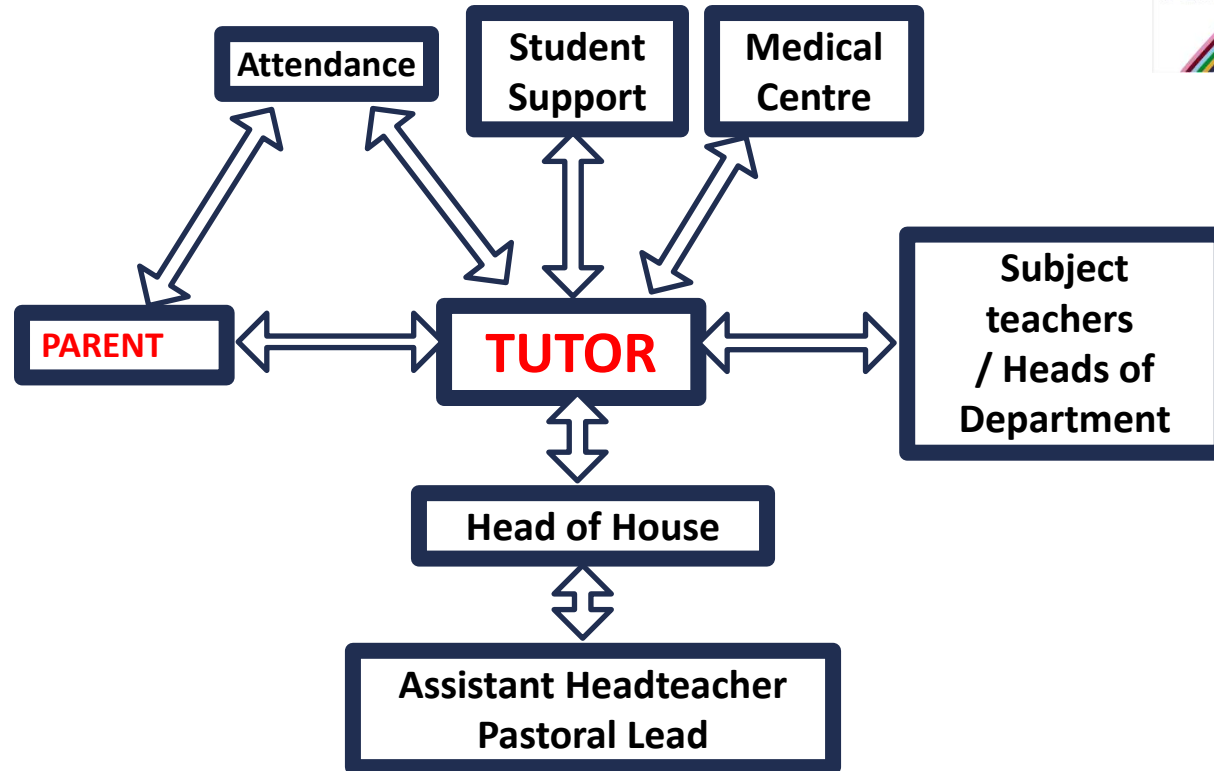 Attendance
Student
Support
Medical
Centre
PARENT
TUTOR
Subject
teachers
/ Heads of
Department
Head of House
Assistant Headteacher
Pastoral Lead